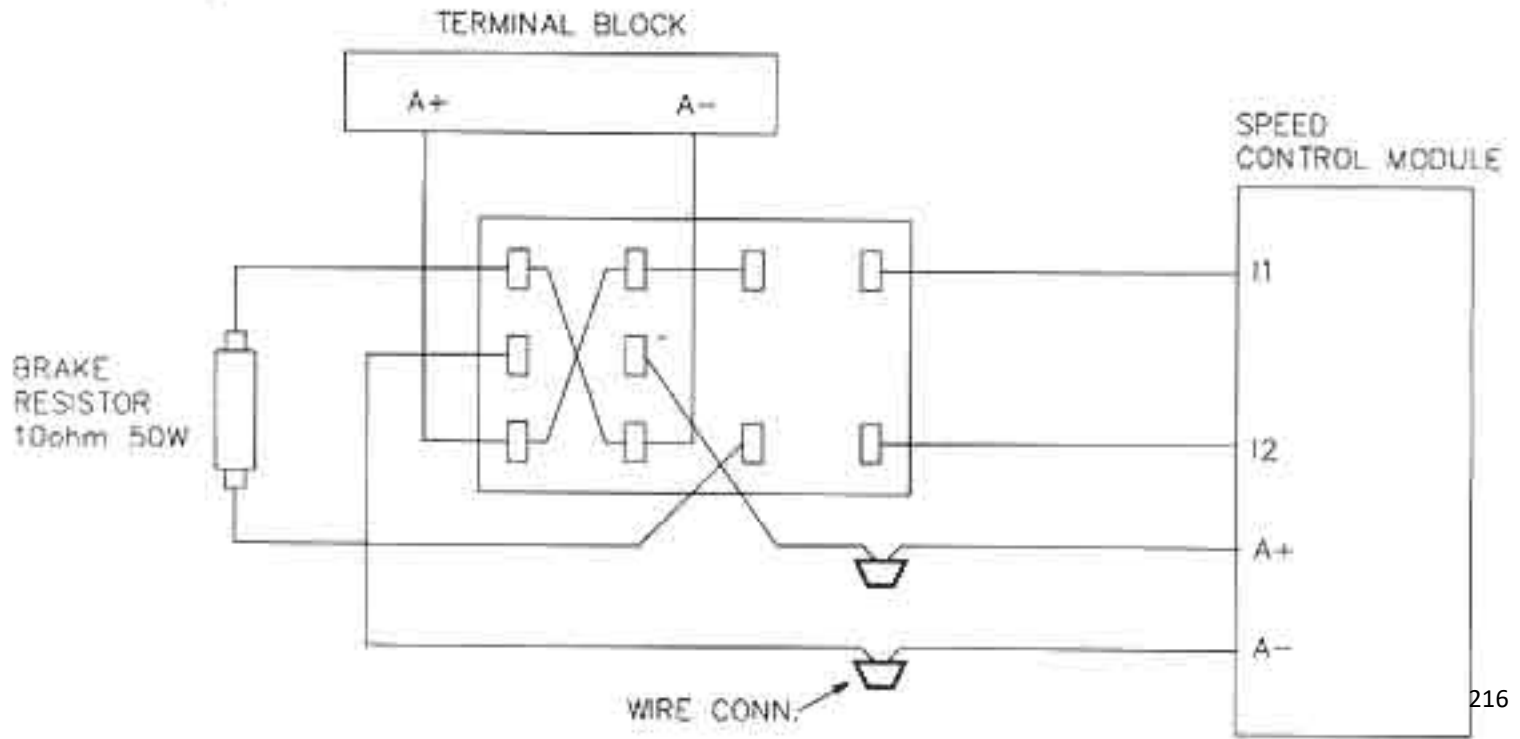 TERMINAL BLOCK
A+ A-
SPEED
CONTROL MODULE
I1
BRAKE
RESISTOR
10ohm 50W
-
I2
A+
A-
WIRE CONN.
216